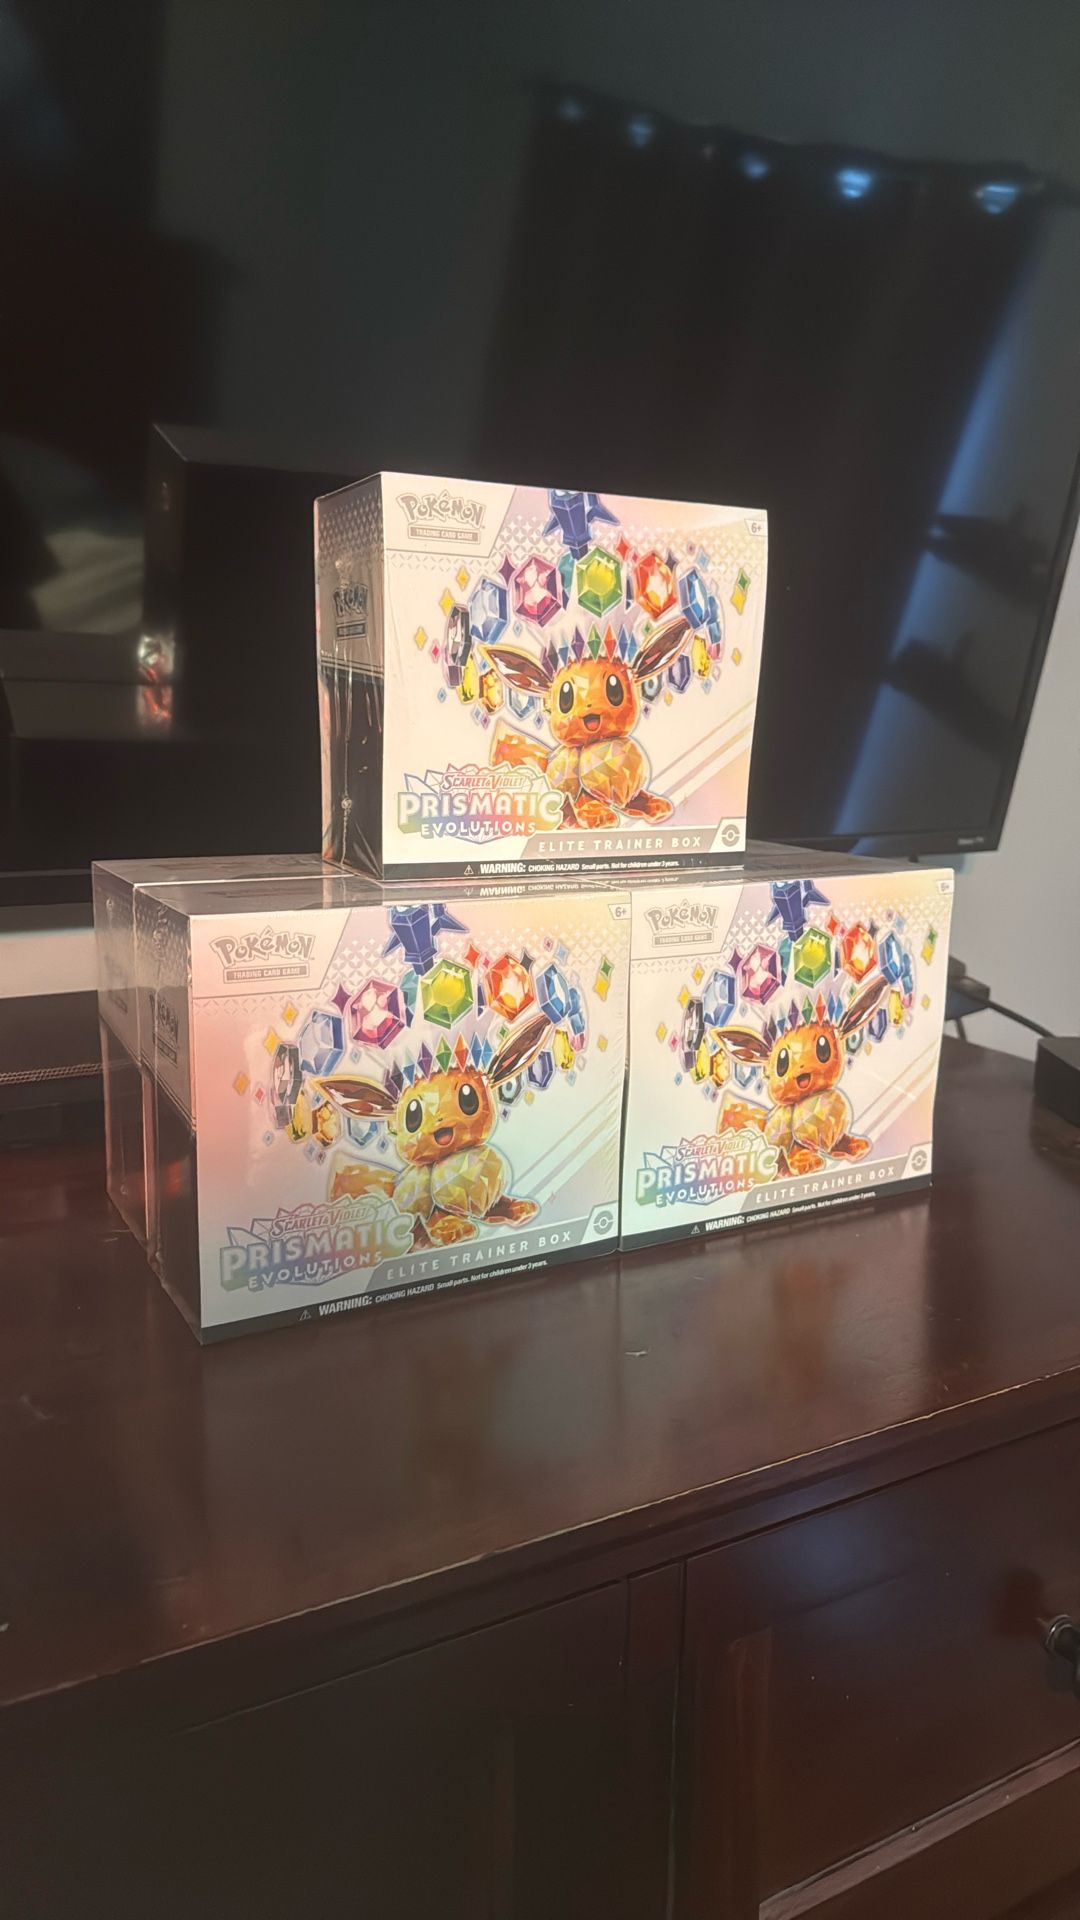 POKéMON
TRADING CARD GAME
6+
SCARLET & VIOLET
PRISMATIC
EVOLUTIONS
ELITE TRAINER BOX
WARNING: CHOKING HAZARD Small parts. Not for children under 3 years.
POKéMON
TRADING CARD GAME
6+
SCARLET & VIOLET
PRISMATIC
EVOLUTIONS
ELITE TRAINER BOX
WARNING: CHOKING HAZARD Small parts. Not for children under 3 years.
POKéMON
TRADING CARD GAME
6+
SCARLET & VIOLET
PRISMATIC
EVOLUTIONS
ELITE TRAINER BOX
WARNING: CHOKING HAZARD Small parts. Not for children under 3 years.